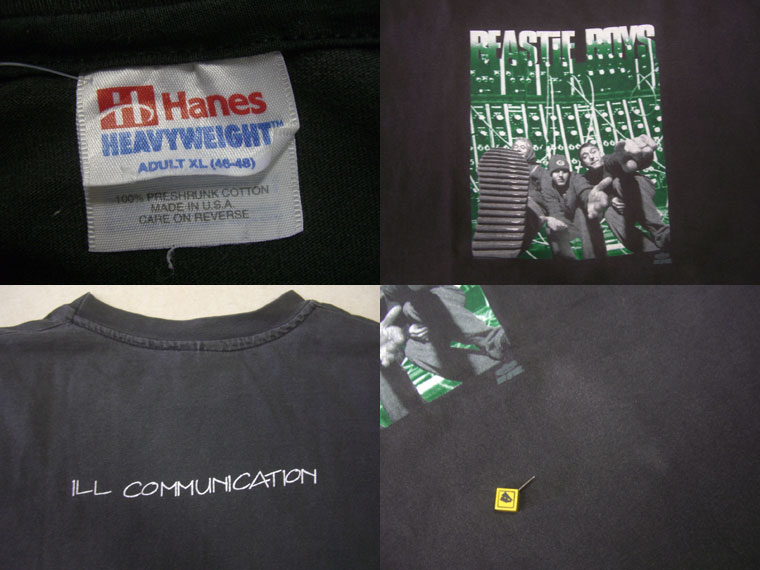 Hanes
HEAVYWEIGHT™
ADULT XL (46-48)
100% PRESHRUNK COTTON
MADE IN U.S.A.
CARE ON REVERSE
BEASTIE BOYS
ILL COMMUNICATION